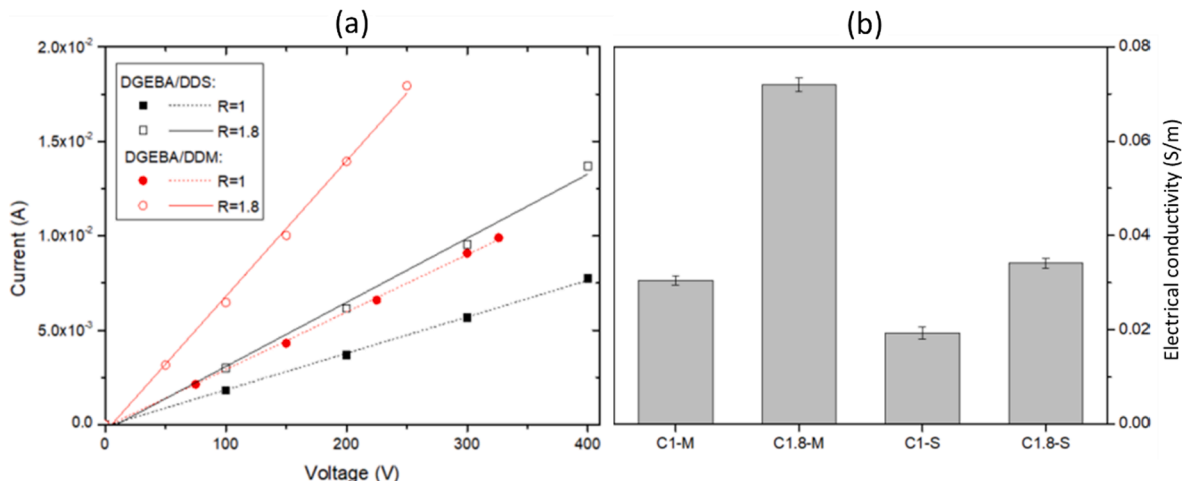 (a)
(b)
2.0x10⁻²
1.5x10⁻²
1.0x10⁻²
5.0x10⁻³
0.0
Current (A)
DGEBA/DDS:
R=1
R=1.8
DGEBA/DDM:
R=1
R=1.8
0
100
200
300
400
Voltage (V)
0.08
0.06
0.04
0.02
0.00
Electrical conductivity (S/m)
C1-M
C1.8-M
C1-S
C1.8-S